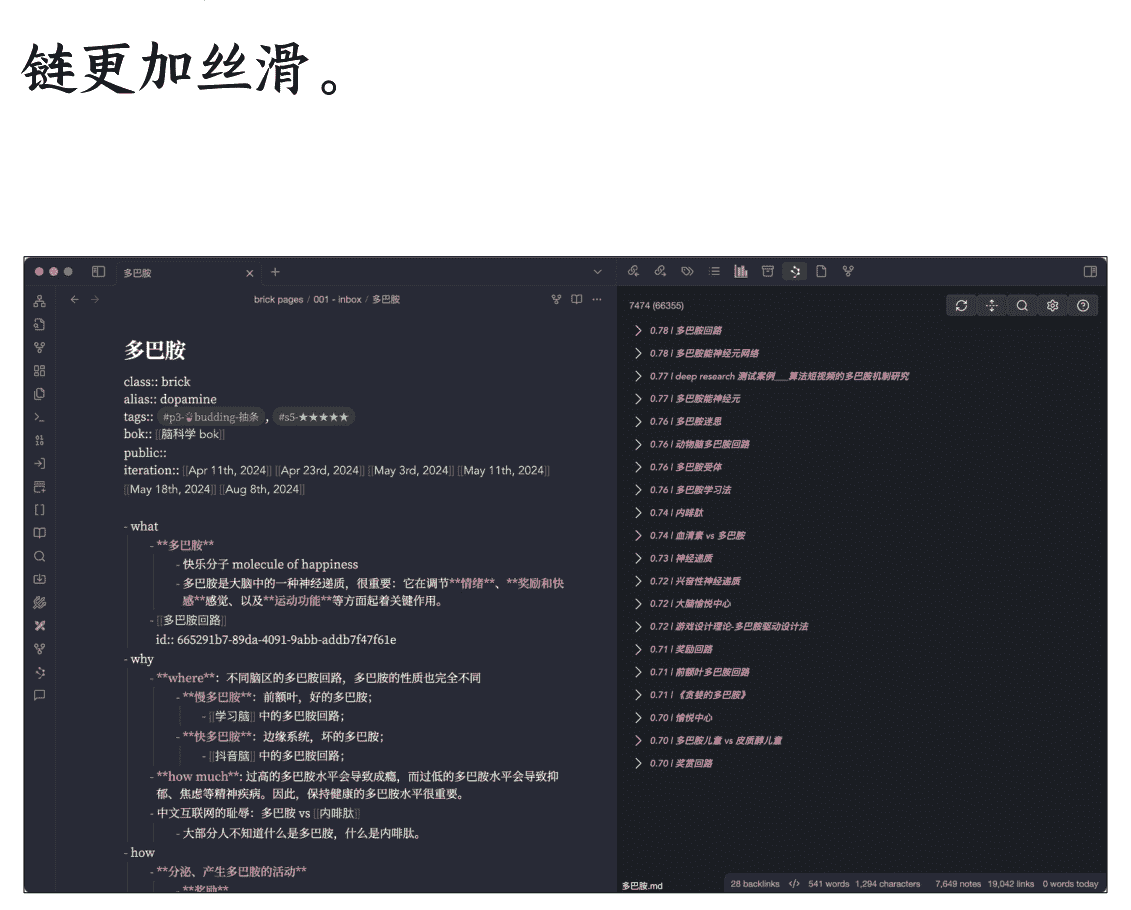 链更加丝滑。
多巴胺
brick pages / 001 - inbox / 多巴胺
多巴胺
class:: brick
alias:: dopamine
tags:: #p3-🌷budding-抽条, #s5-★★★★★
bok:: [[脑科学 bok]]
public::
iteration:: [[Apr 11th, 2024]] [[Apr 23rd, 2024]] [[May 3rd, 2024]] [[May 11th, 2024]]
[[May 18th, 2024]] [[Aug 8th, 2024]]
- what
- **多巴胺**
- 快乐分子 molecule of happiness
- 多巴胺是大脑中的一种神经递质，很重要：它在调节**情绪**、**奖励和快
感**感觉、以及**运动功能**等方面起着关键作用。
- [[多巴胺回路]]
id:: 665291b7-89da-4091-9abb-addb7f47f61e
- why
- **where**：不同脑区的多巴胺回路，多巴胺的性质也完全不同
- **慢多巴胺**：前额叶，好的多巴胺；
- [[学习脑]] 中的多巴胺回路；
- **快多巴胺**：边缘系统，坏的多巴胺；
- [[抖音脑]] 中的多巴胺回路；
- **how much**: 过高的多巴胺水平会导致成瘾，而过低的多巴胺水平会导致抑
郁、焦虑等精神疾病。因此，保持健康的多巴胺水平很重要。
- 中文互联网的耻辱：多巴胺 vs [[内啡肽]]
- 大部分人不知道什么是多巴胺，什么是内啡肽。
- how
- **分泌、产生多巴胺的活动**
- **奖励**
7474 (66355)
0.78 | 多巴胺回路
0.78 | 多巴胺能神经元网络
0.77 | deep research 测试案例___算法短视频的多巴胺机制研究
0.77 | 多巴胺能神经元
0.76 | 多巴胺迷思
0.76 | 动物脑多巴胺回路
0.76 | 多巴胺受体
0.76 | 多巴胺学习法
0.74 | 内啡肽
0.74 | 血清素 vs 多巴胺
0.73 | 神经递质
0.72 | 兴奋性神经递质
0.72 | 大脑愉悦中心
0.72 | 游戏设计理论-多巴胺驱动设计法
0.71 | 奖励回路
0.71 | 前额叶多巴胺回路
0.71 | 《贪婪的多巴胺》
0.70 | 愉悦中心
0.70 | 多巴胺儿童 vs 皮质醇儿童
0.70 | 奖赏回路
多巴胺.md
28 backlinks </> 541 words 1,294 characters 7,649 notes 19,042 links 0 words today